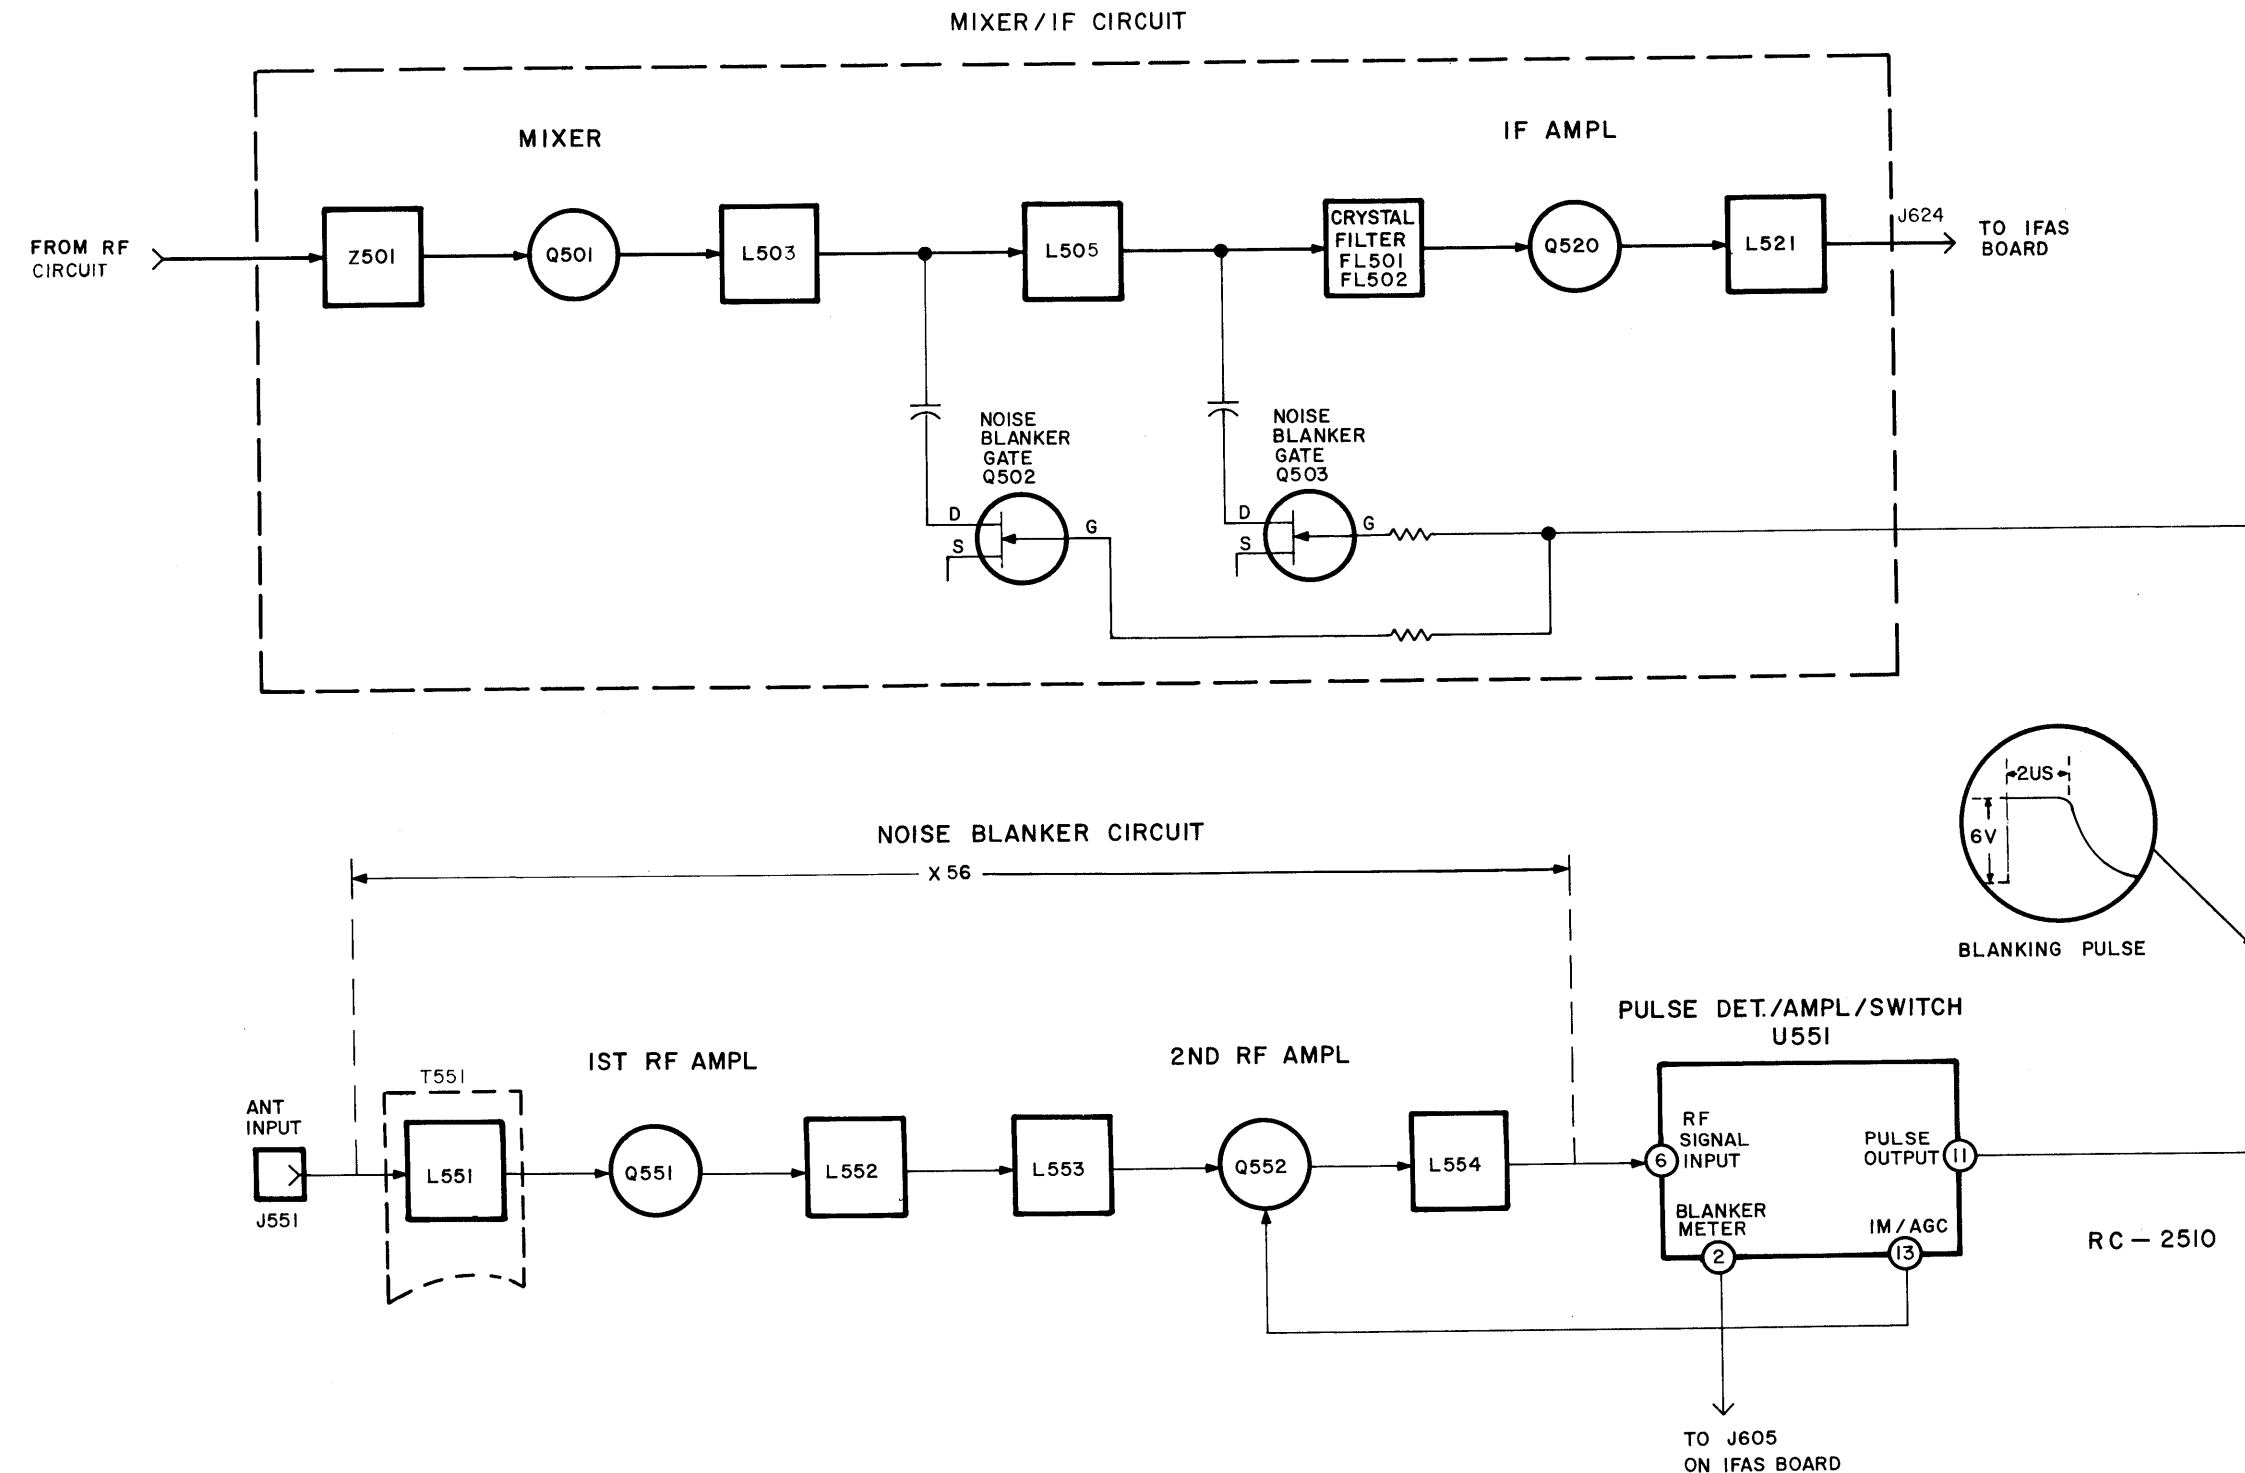 MIXER/IF CIRCUIT
MIXER
IF AMPL
FROM RF
CIRCUIT
Z501
Q501
L503
L505
CRYSTAL
FILTER
FL501
FL502
Q520
L521
J624
TO IFAS
BOARD
NOISE
BLANKER
GATE
Q502
D
S
G
NOISE
BLANKER
GATE
Q503
D
S
G
2US
6V
BLANKING PULSE
NOISE BLANKER CIRCUIT
X 56
PULSE DET./AMPL/SWITCH
U551
1ST RF AMPL
2ND RF AMPL
ANT
INPUT
J551
T551
L551
Q551
L552
L553
Q552
L554
6
RF
SIGNAL
INPUT
PULSE
OUTPUT
11
BLANKER
METER
2
IM/AGC
13
RC-2510
TO J605
ON IFAS BOARD